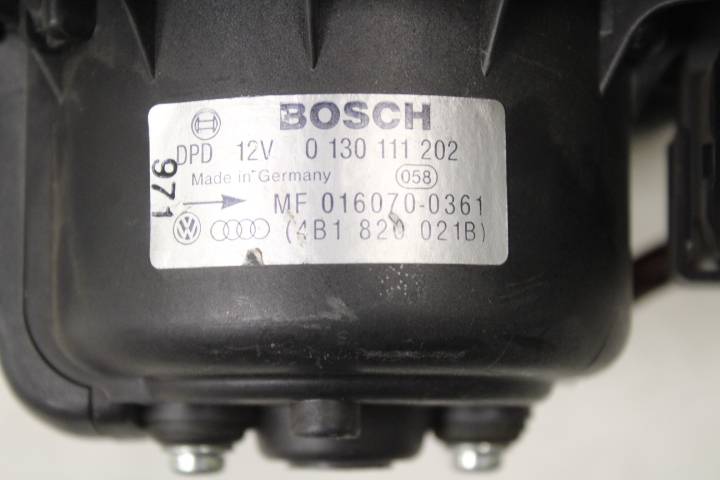 BOSCH
DPD 12V 0 130 111 202
Made in Germany 058
971
MF 016070-0361
(4B1 820 021B)